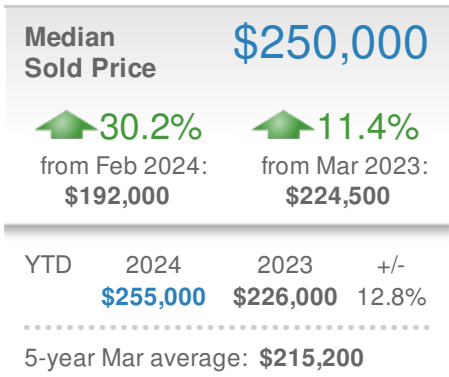 Median
Sold Price
$250,000
30.2% 11.4%
from Feb 2024: from Mar 2023:
$192,000 $224,500
YTD 2024 2023 +/-
$255,000 $226,000 12.8%
5-year Mar average: $215,200